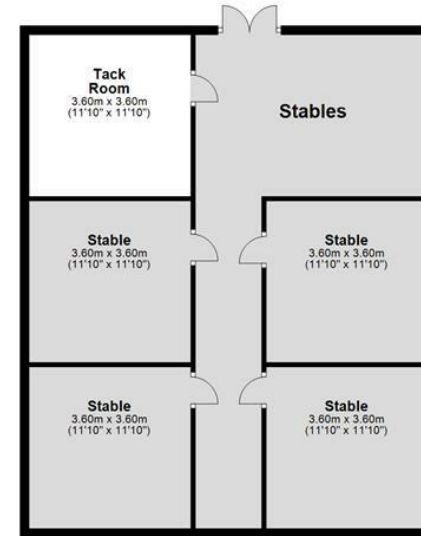 Tack
Room
3.60m x 3.60m
(11'10" x 11'10")
Stables
Stable
3.60m x 3.60m
(11'10" x 11'10")
Stable
3.60m x 3.60m
(11'10" x 11'10")
Stable
3.60m x 3.60m
(11'10" x 11'10")
Stable
3.60m x 3.60m
(11'10" x 11'10")